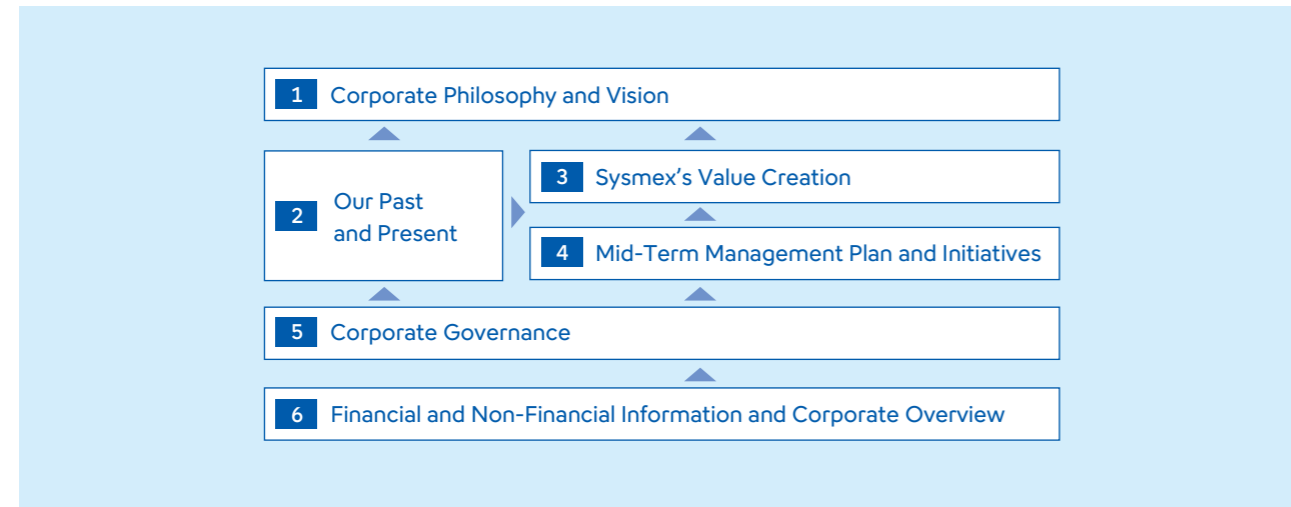 1 Corporate Philosophy and Vision
2 Our Past
and Present
3 Sysmex’s Value Creation
4 Mid-Term Management Plan and Initiatives
5 Corporate Governance
6 Financial and Non-Financial Information and Corporate Overview